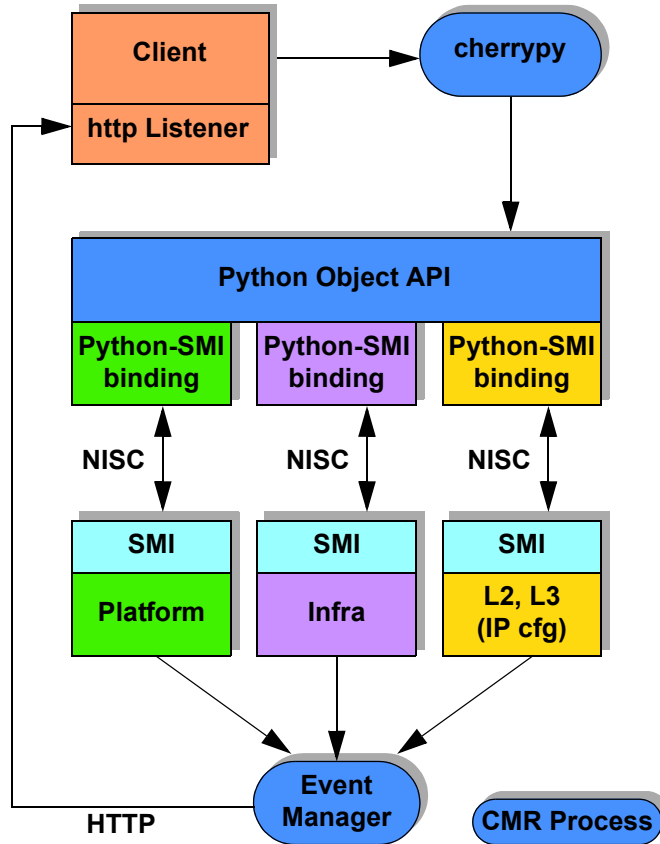 Client
cherrypy
http Listener
Python Object API
Python-SMI
binding
Python-SMI
binding
Python-SMI
binding
NISC
NISC
NISC
SMI
SMI
SMI
Platform
Infra
L2, L3
(IP cfg)
Event
Manager
HTTP
CMR Process